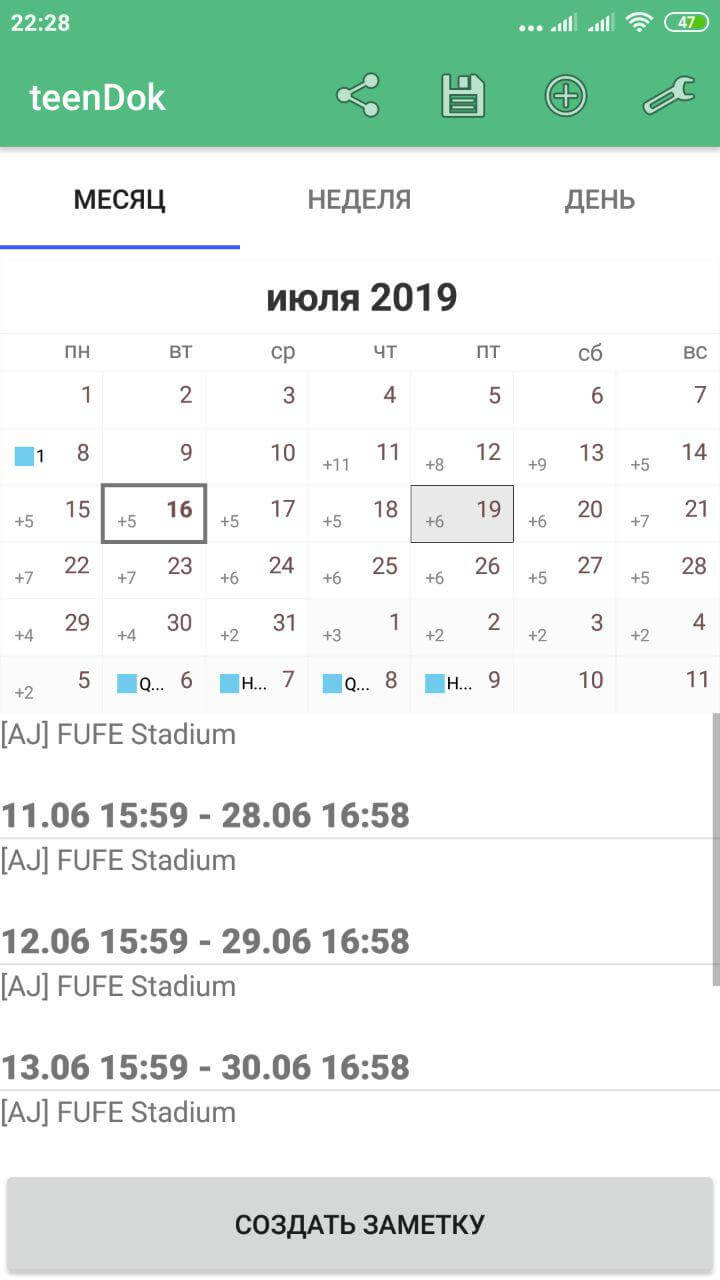 22:28 47
teenDok
МЕСЯЦ НЕДЕЛЯ ДЕНЬ
июля 2019
пн вт ср чт пт сб вс
1 2 3 4 5 6 7
1 8 9 10 +11 11 +8 12 +9 13 +5 14
+5 15 +5 16 +5 17 +5 18 +6 19 +6 20 +7 21
+7 22 +7 23 +6 24 +6 25 +6 26 +5 27 +5 28
+4 29 +4 30 +2 31 +3 1 +2 2 +2 3 +2 4
+2 5 Q... 6 H... 7 Q... 8 H... 9 10 11
[AJ] FUFE Stadium
11.06 15:59 - 28.06 16:58
[AJ] FUFE Stadium
12.06 15:59 - 29.06 16:58
[AJ] FUFE Stadium
13.06 15:59 - 30.06 16:58
[AJ] FUFE Stadium
СОЗДАТЬ ЗАМЕТКУ